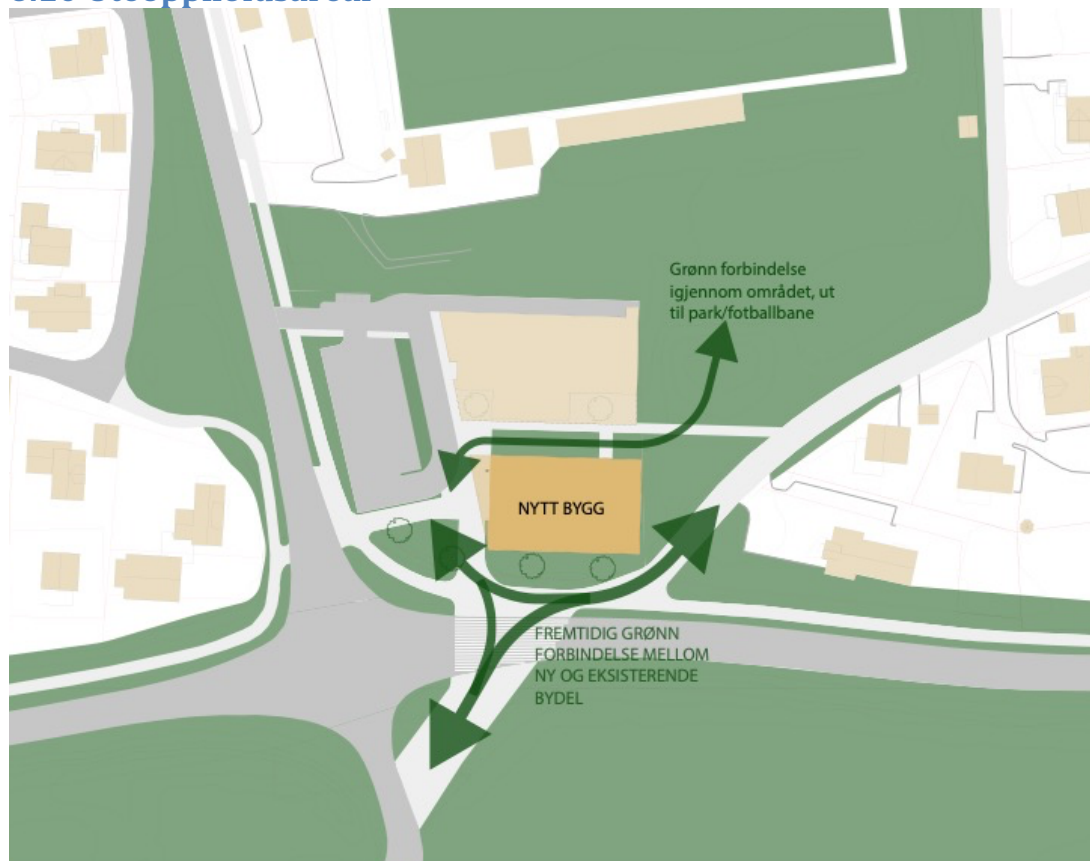 Grønn forbindelse
igjennom området, ut
til park/fotballbane
NYTT BYGG
FREMTIDIG GRØNN
FORBINDELSE MELLOM
NY OG EKSISTERENDE
BYDEL